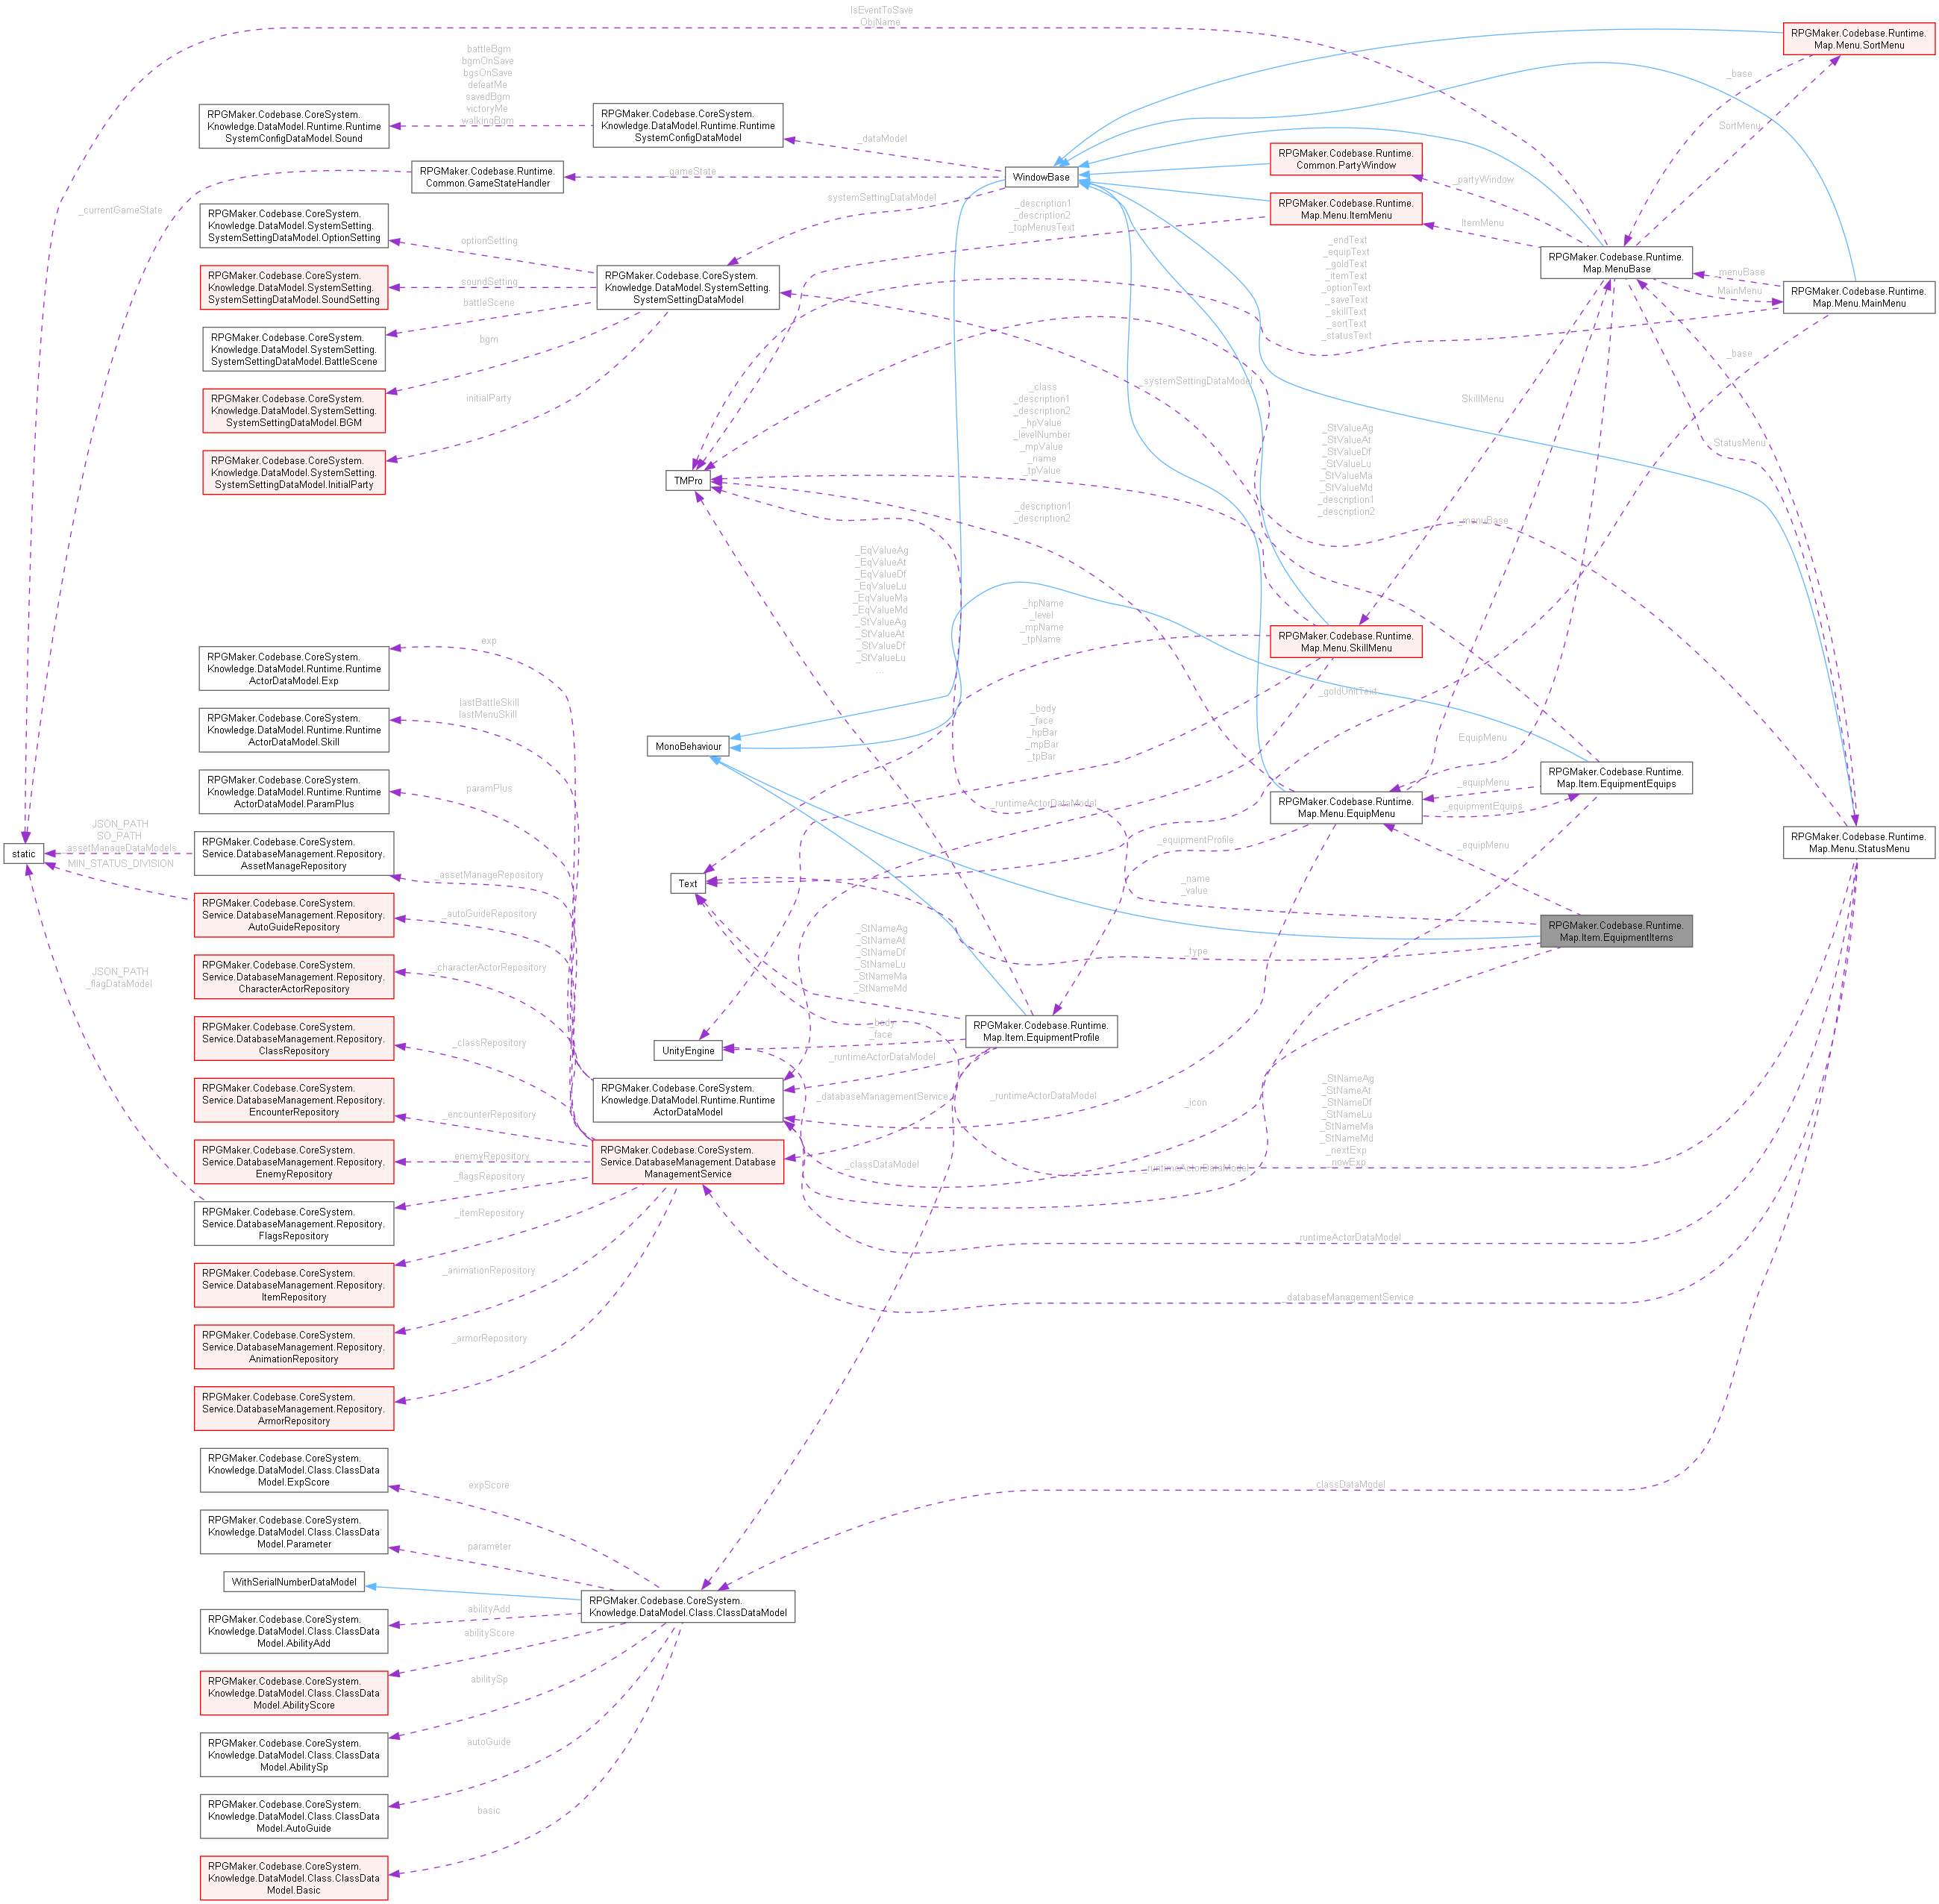 IsEventToSave
ObjName
battleBgm
bgmOnSave
bgsOnSave
defeatMe
savedBgm
victoryMe
walkingBgm
RPGMaker.Codebase.CoreSystem.
Knowledge.DataModel.Runtime.Runtime
SystemConfigDataModel.Sound
RPGMaker.Codebase.CoreSystem.
Knowledge.DataModel.Runtime.Runtime
SystemConfigDataModel
_dataModel
RPGMaker.Codebase.Runtime.
Common.GameStateHandler
gameState
WindowBase
RPGMaker.Codebase.Runtime.
Map.Menu.SortMenu
_base
SortMenu
RPGMaker.Codebase.Runtime.
Common.PartyWindow
_partyWindow
RPGMaker.Codebase.Runtime.
Map.Menu.ItemMenu
ItemMenu
RPGMaker.Codebase.Runtime.
Map.MenuBase
menuBase
MainMenu
RPGMaker.Codebase.Runtime.
Map.Menu.MainMenu
_currentGameState
systemSettingDataModel
_description1
_description2
_topMenusText
RPGMaker.Codebase.CoreSystem.
Knowledge.DataModel.SystemSetting.
SystemSettingDataModel.OptionSetting
optionSetting
RPGMaker.Codebase.CoreSystem.
Knowledge.DataModel.SystemSetting.
SystemSettingDataModel.SoundSetting
soundSetting
RPGMaker.Codebase.CoreSystem.
Knowledge.DataModel.SystemSetting.
SystemSettingDataModel
battleScene
RPGMaker.Codebase.CoreSystem.
Knowledge.DataModel.SystemSetting.
SystemSettingDataModel.BattleScene
bgm
RPGMaker.Codebase.CoreSystem.
Knowledge.DataModel.SystemSetting.
SystemSettingDataModel.BGM
initialParty
RPGMaker.Codebase.CoreSystem.
Knowledge.DataModel.SystemSetting.
SystemSettingDataModel.InitialParty
_endText
_equipText
_goldText
_itemText
_optionText
_saveText
_skillText
_sortText
_statusText
_base
_systemSettingDataModel
_class
_description1
_description2
_hpValue
_levelNumber
_mpValue
_name
_tpValue
SkillMenu
StatusMenu
_StValueAg
_StValueAt
_StValueDf
_StValueLu
_StValueMa
_StValueMd
_description1
_description2
TMPro
_description1
_description2
_menuBase
_EqValueAg
_EqValueAt
_EqValueDf
_EqValueLu
_EqValueMa
_EqValueMd
_StValueAg
_StValueAt
_StValueDf
_StValueLu
...
_hpName
_level
_mpName
_tpName
RPGMaker.Codebase.Runtime.
Map.Menu.SkillMenu
_goldUnitText
exp
RPGMaker.Codebase.CoreSystem.
Knowledge.DataModel.Runtime.Runtime
ActorDataModel.Exp
lastBattleSkill
lastMenuSkill
RPGMaker.Codebase.CoreSystem.
Knowledge.DataModel.Runtime.Runtime
ActorDataModel.Skill
paramPlus
RPGMaker.Codebase.CoreSystem.
Knowledge.DataModel.Runtime.Runtime
ActorDataModel.ParamPlus
_body
_face
_hpBar
_mpBar
_tpBar
MonoBehaviour
EquipMenu
RPGMaker.Codebase.Runtime.
Map.Item.EquipmentEquips
_equipMenu
_equipmentEquips
RPGMaker.Codebase.Runtime.
Map.Menu.EquipMenu
_runtimeActorDataModel
_equipmentProfile
_equipMenu
RPGMaker.Codebase.Runtime.
Map.Menu.StatusMenu
static
JSON_PATH
SO_PATH
assetManageDataModels
MIN_STATUS_DIVISION
RPGMaker.Codebase.CoreSystem.
Service.DatabaseManagement.Repository.
AssetManageRepository
_assetManageRepository
Text
_name
_value
RPGMaker.Codebase.CoreSystem.
Service.DatabaseManagement.Repository.
AutoGuideRepository
_autoGuideRepository
RPGMaker.Codebase.Runtime.
Map.Item.EquipmentItems
_type
_StNameAg
_StNameAt
_StNameDf
_StNameLu
_StNameMa
_StNameMd
JSON_PATH
_flagDataModel
RPGMaker.Codebase.CoreSystem.
Service.DatabaseManagement.Repository.
CharacterActorRepository
_characterActorRepository
RPGMaker.Codebase.CoreSystem.
Service.DatabaseManagement.Repository.
ClassRepository
_classRepository
UnityEngine
_body
_face
RPGMaker.Codebase.Runtime.
Map.Item.EquipmentProfile
_runtimeActorDataModel
RPGMaker.Codebase.CoreSystem.
Service.DatabaseManagement.Repository.
EncounterRepository
_encounterRepository
RPGMaker.Codebase.CoreSystem.
Knowledge.DataModel.Runtime.Runtime
ActorDataModel
_databaseManagementService
_runtimeActorDataModel
_icon
_StNameAg
_StNameAt
_StNameDf
_StNameLu
_StNameMa
_StNameMd
_nextExp
_nowExp
RPGMaker.Codebase.CoreSystem.
Service.DatabaseManagement.Repository.
EnemyRepository
enemyRepository
RPGMaker.Codebase.CoreSystem.
Service.DatabaseManagement.Database
ManagementService
_classDataModel
_runtimeActorDataModel
_flagsRepository
RPGMaker.Codebase.CoreSystem.
Service.DatabaseManagement.Repository.
FlagsRepository
_itemRepository
_runtimeActorDataModel
RPGMaker.Codebase.CoreSystem.
Service.DatabaseManagement.Repository.
ItemRepository
_animationRepository
_databaseManagementService
RPGMaker.Codebase.CoreSystem.
Service.DatabaseManagement.Repository.
AnimationRepository
_armorRepository
RPGMaker.Codebase.CoreSystem.
Service.DatabaseManagement.Repository.
ArmorRepository
RPGMaker.Codebase.CoreSystem.
Knowledge.DataModel.Class.ClassData
Model.ExpScore
expScore
_classDataModel
RPGMaker.Codebase.CoreSystem.
Knowledge.DataModel.Class.ClassData
Model.Parameter
parameter
WithSerialNumberDataModel
RPGMaker.Codebase.CoreSystem.
Knowledge.DataModel.Class.ClassDataModel
RPGMaker.Codebase.CoreSystem.
Knowledge.DataModel.Class.ClassData
Model.AbilityAdd
abilityAdd
abilityScore
RPGMaker.Codebase.CoreSystem.
Knowledge.DataModel.Class.ClassData
Model.AbilityScore
abilitySp
RPGMaker.Codebase.CoreSystem.
Knowledge.DataModel.Class.ClassData
Model.AbilitySp
autoGuide
RPGMaker.Codebase.CoreSystem.
Knowledge.DataModel.Class.ClassData
Model.AutoGuide
basic
RPGMaker.Codebase.CoreSystem.
Knowledge.DataModel.Class.ClassData
Model.Basic